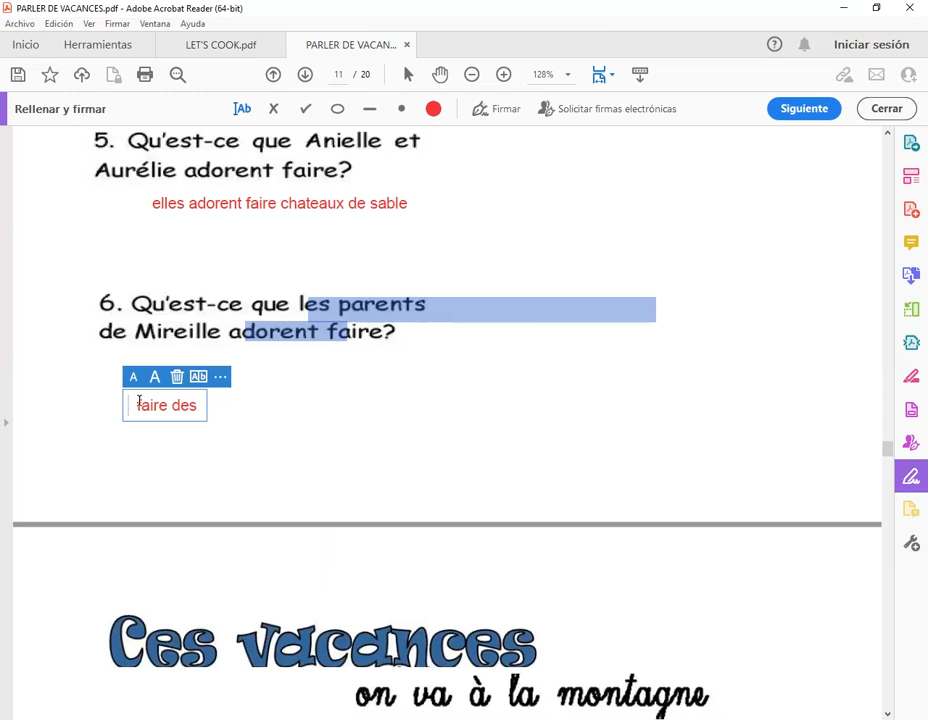 PARLER DE VACANCES.pdf - Adobe Acrobat Reader (64-bit)
Archivo Edición Ver Firmar Ventana Ayuda
Inicio Herramientas LET'S COOK.pdf PARLER DE VACAN... × Iniciar sesión
11 / 20 128%
Rellenar y firmar Ab Firmar Solicitar firmas electrónicas Siguiente Cerrar
5. Qu'est-ce que Anielle et
Aurélie adorent faire?
elles adorent faire chateaux de sable
6. Qu'est-ce que les parents
de Mireille adorent faire?
A A Ab ...
faire des
Ces vacances
on va à la montagne